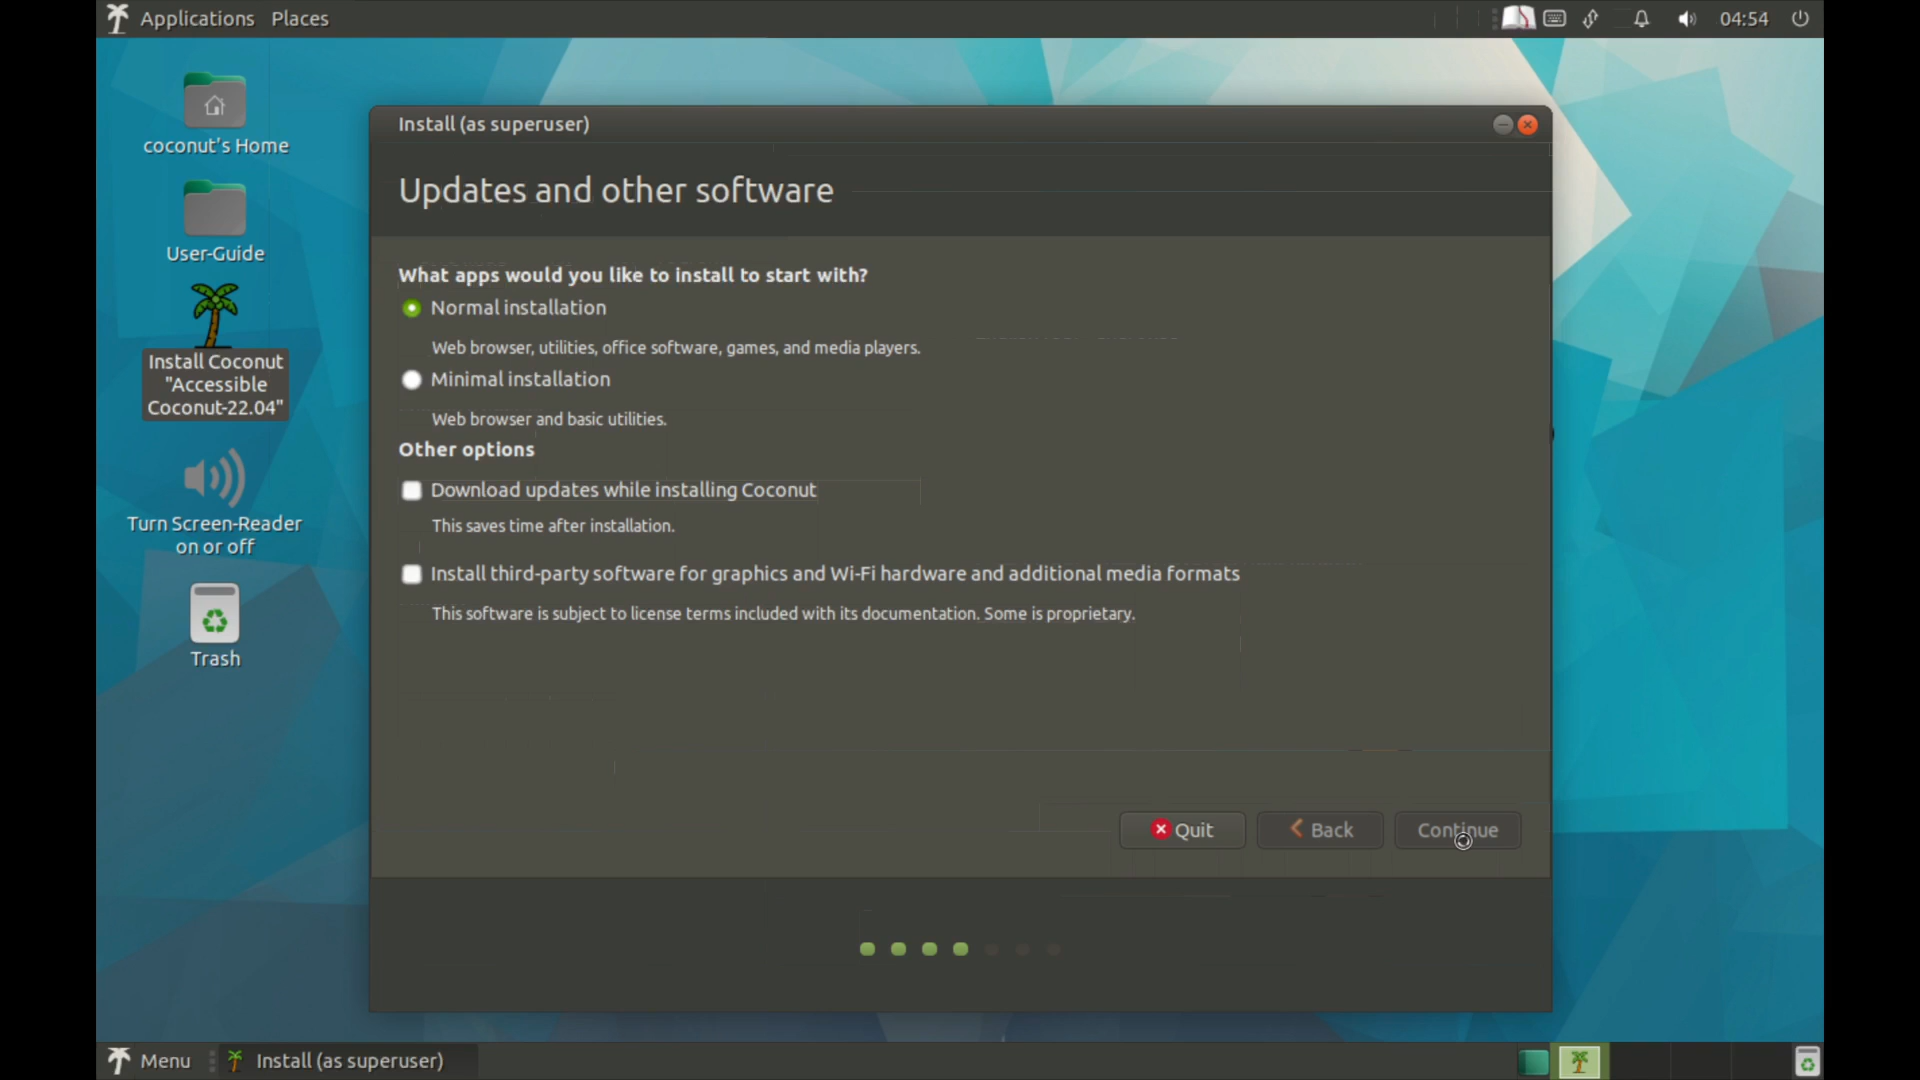 Applications Places
04:54
coconut's Home
User-Guide
Install Coconut
"Accessible
Coconut-22.04"
Turn Screen-Reader
on or off
Trash
Install (as superuser)
Updates and other software
What apps would you like to install to start with?
Normal installation
Web browser, utilities, office software, games, and media players.
Minimal installation
Web browser and basic utilities.
Other options
Download updates while installing Coconut
This saves time after installation.
Install third-party software for graphics and Wi-Fi hardware and additional media formats
This software is subject to license terms included with its documentation. Some is proprietary.
Quit
Back
Continue
Menu
Install (as superuser)